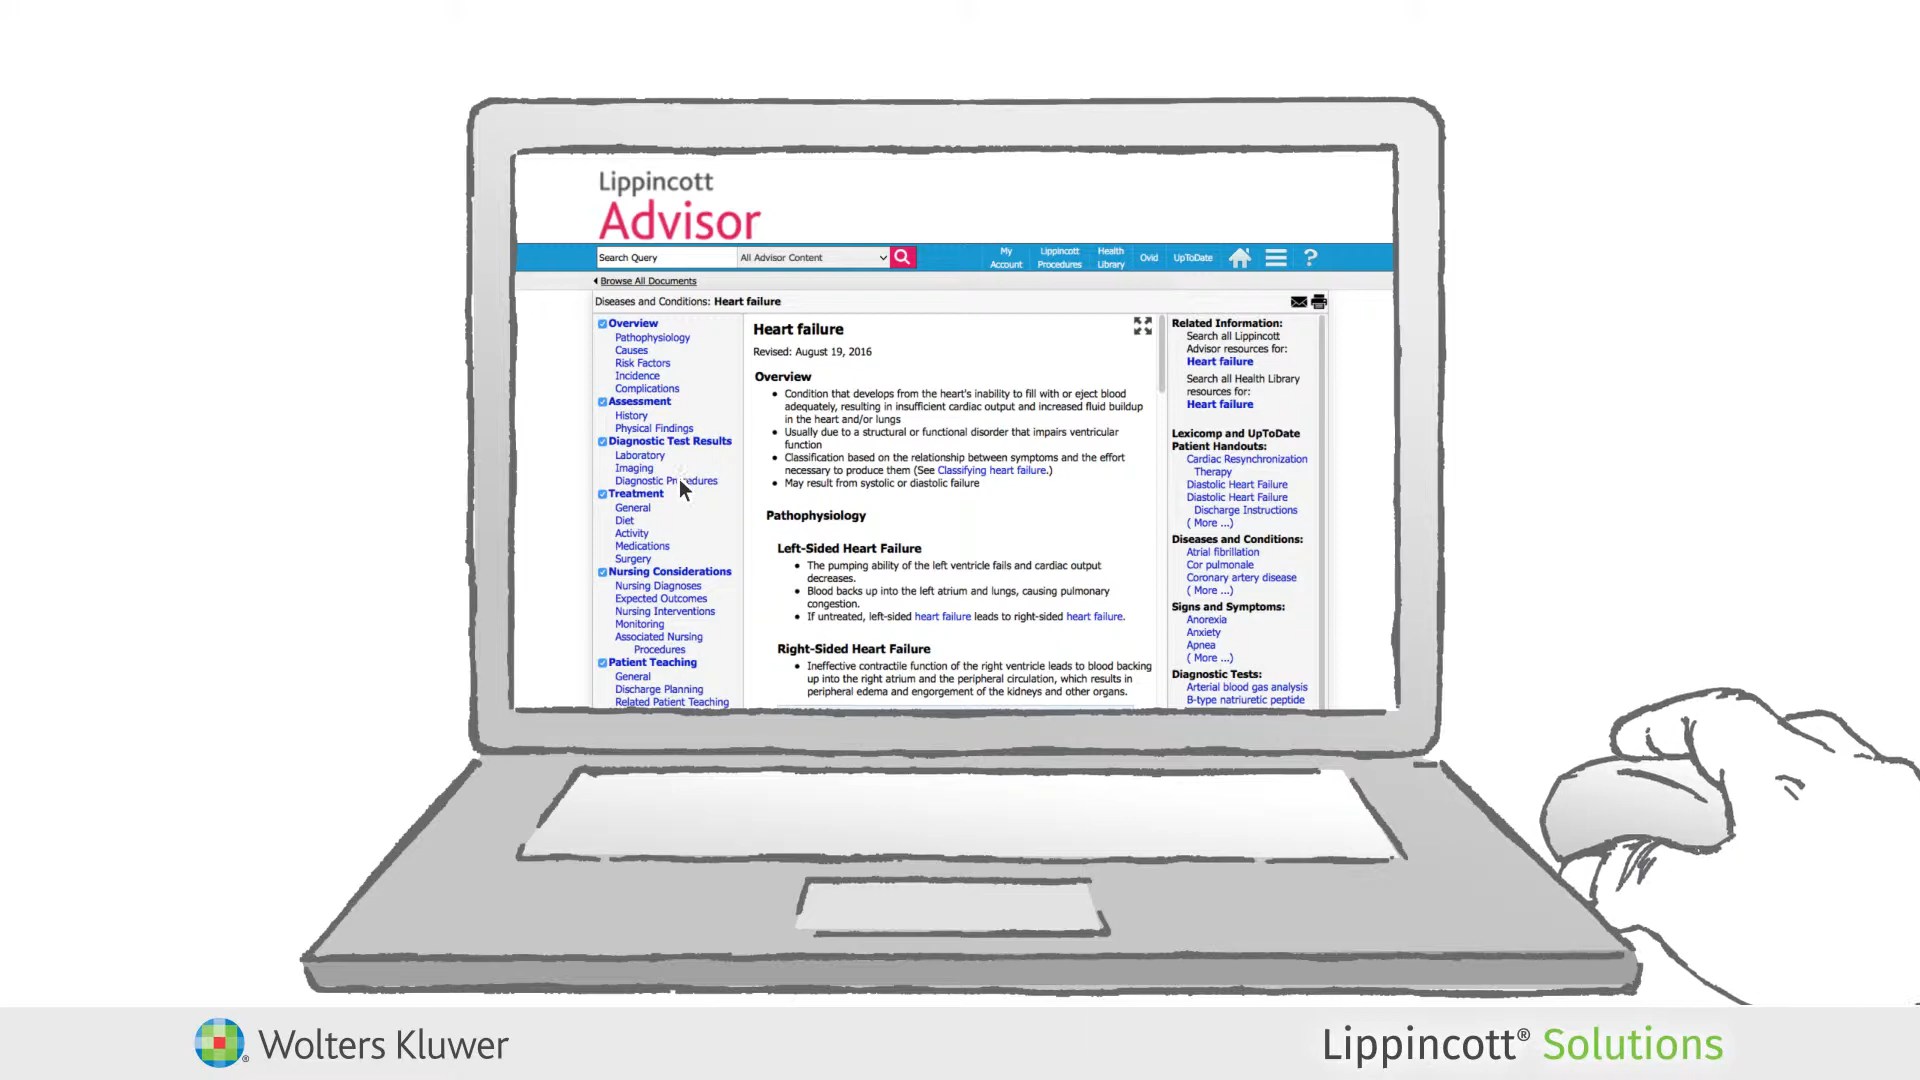 Lippincott
Advisor
Search Query
All Advisor Content
My
Account
Lippincott
Procedures
Health
Library
Ovid
UpToDate
?
Browse All Documents
Diseases and Conditions: Heart failure
Overview
Pathophysiology
Causes
Risk Factors
Incidence
Complications
Assessment
History
Physical Findings
Diagnostic Test Results
Laboratory
Imaging
Diagnostic Procedures
Treatment
General
Diet
Activity
Medications
Surgery
Nursing Considerations
Nursing Diagnoses
Expected Outcomes
Nursing Interventions
Monitoring
Associated Nursing
Procedures
Patient Teaching
General
Discharge Planning
Related Patient Teaching
Heart failure
Revised: August 19, 2016
Overview
• Condition that develops from the heart's inability to fill with or eject blood
adequately, resulting in insufficient cardiac output and increased fluid buildup
in the heart and/or lungs
• Usually due to a structural or functional disorder that impairs ventricular
function
• Classification based on the relationship between symptoms and the effort
necessary to produce them (See Classifying heart failure.)
• May result from systolic or diastolic failure
Pathophysiology
Left-Sided Heart Failure
• The pumping ability of the left ventricle fails and cardiac output
decreases.
• Blood backs up into the left atrium and lungs, causing pulmonary
congestion.
• If untreated, left-sided heart failure leads to right-sided heart failure.
Right-Sided Heart Failure
• Ineffective contractile function of the right ventricle leads to blood backing
up into the right atrium and the peripheral circulation, which results in
peripheral edema and engorgement of the kidneys and other organs.
Related Information:
Search all Lippincott
Advisor resources for:
Heart failure
Search all Health Library
resources for:
Heart failure
Lexicomp and UpToDate
Patient Handouts:
Cardiac Resynchronization
Therapy
Diastolic Heart Failure
Diastolic Heart Failure
Discharge Instructions
( More ...)
Diseases and Conditions:
Atrial fibrillation
Cor pulmonale
Coronary artery disease
( More ...)
Signs and Symptoms:
Anorexia
Anxiety
Apnea
( More ...)
Diagnostic Tests:
Arterial blood gas analysis
B-type natriuretic peptide
Wolters Kluwer
Lippincott® Solutions